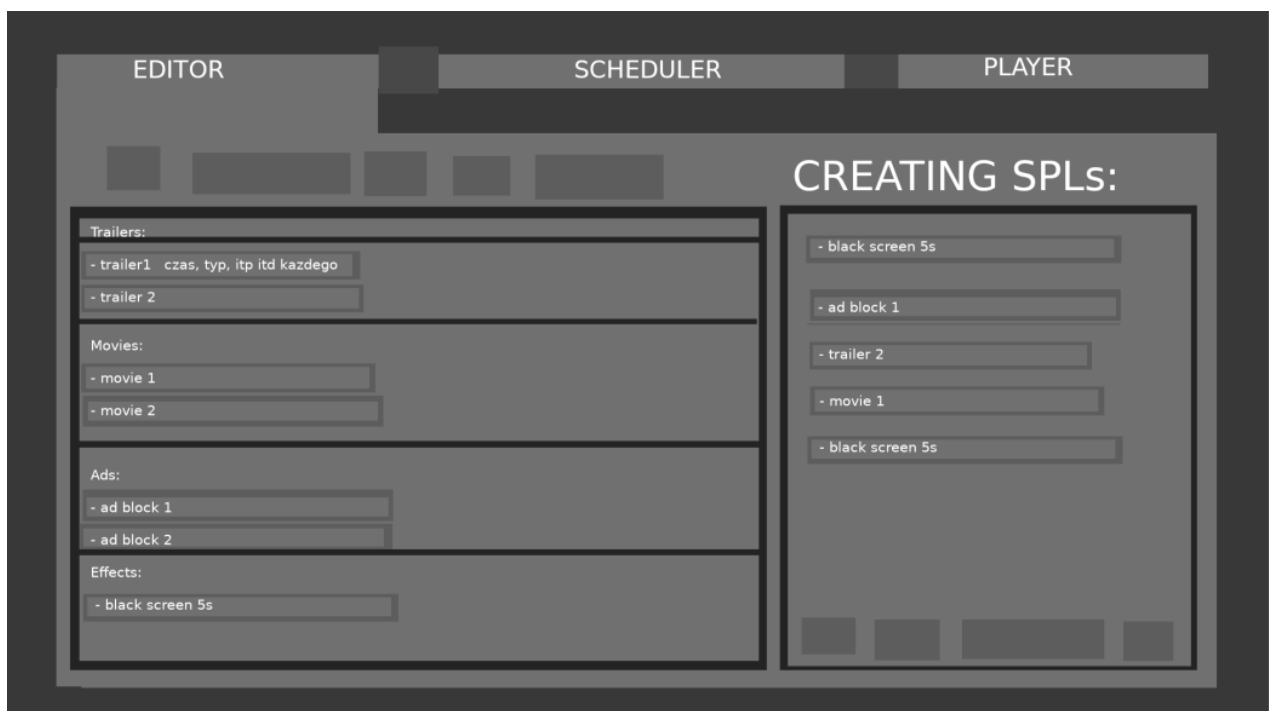 EDITOR
SCHEDULER
PLAYER
CREATING SPLs:
Trailers:
- trailer1 czas, typ, itp itd kazdego
- trailer 2
Movies:
- movie 1
- movie 2
Ads:
- ad block 1
- ad block 2
Effects:
- black screen 5s
- black screen 5s
- ad block 1
- trailer 2
- movie 1
- black screen 5s